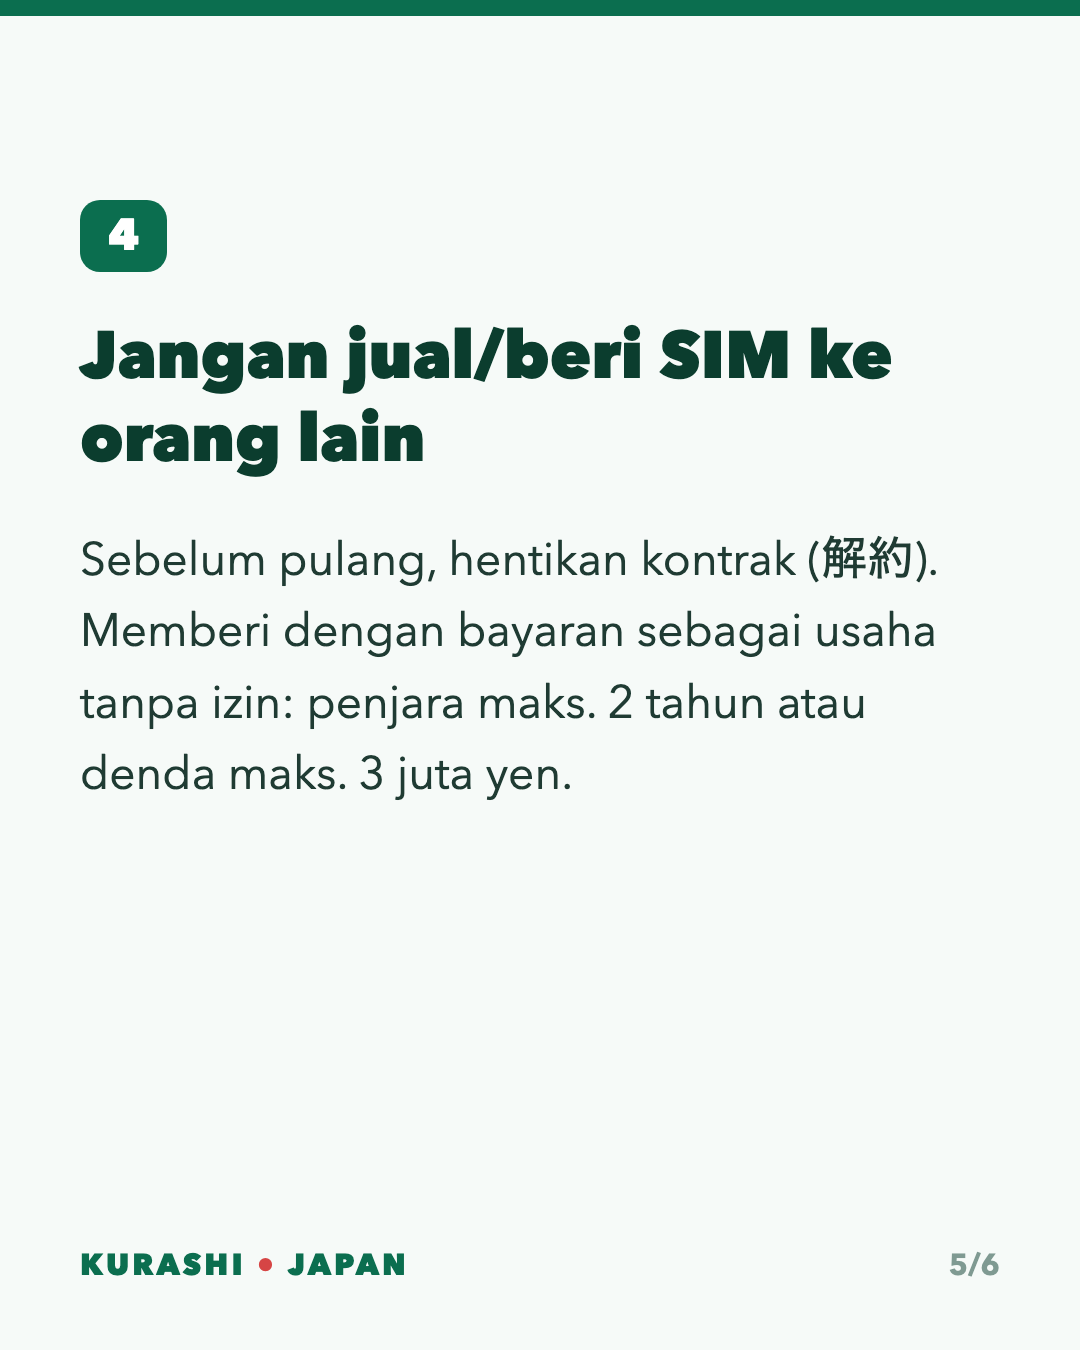 4
Jangan jual/beri SIM ke
orang lain
Sebelum pulang, hentikan kontrak (解約).
Memberi dengan bayaran sebagai usaha
tanpa izin: penjara maks. 2 tahun atau
denda maks. 3 juta yen.
KURASHI • JAPAN
5/6